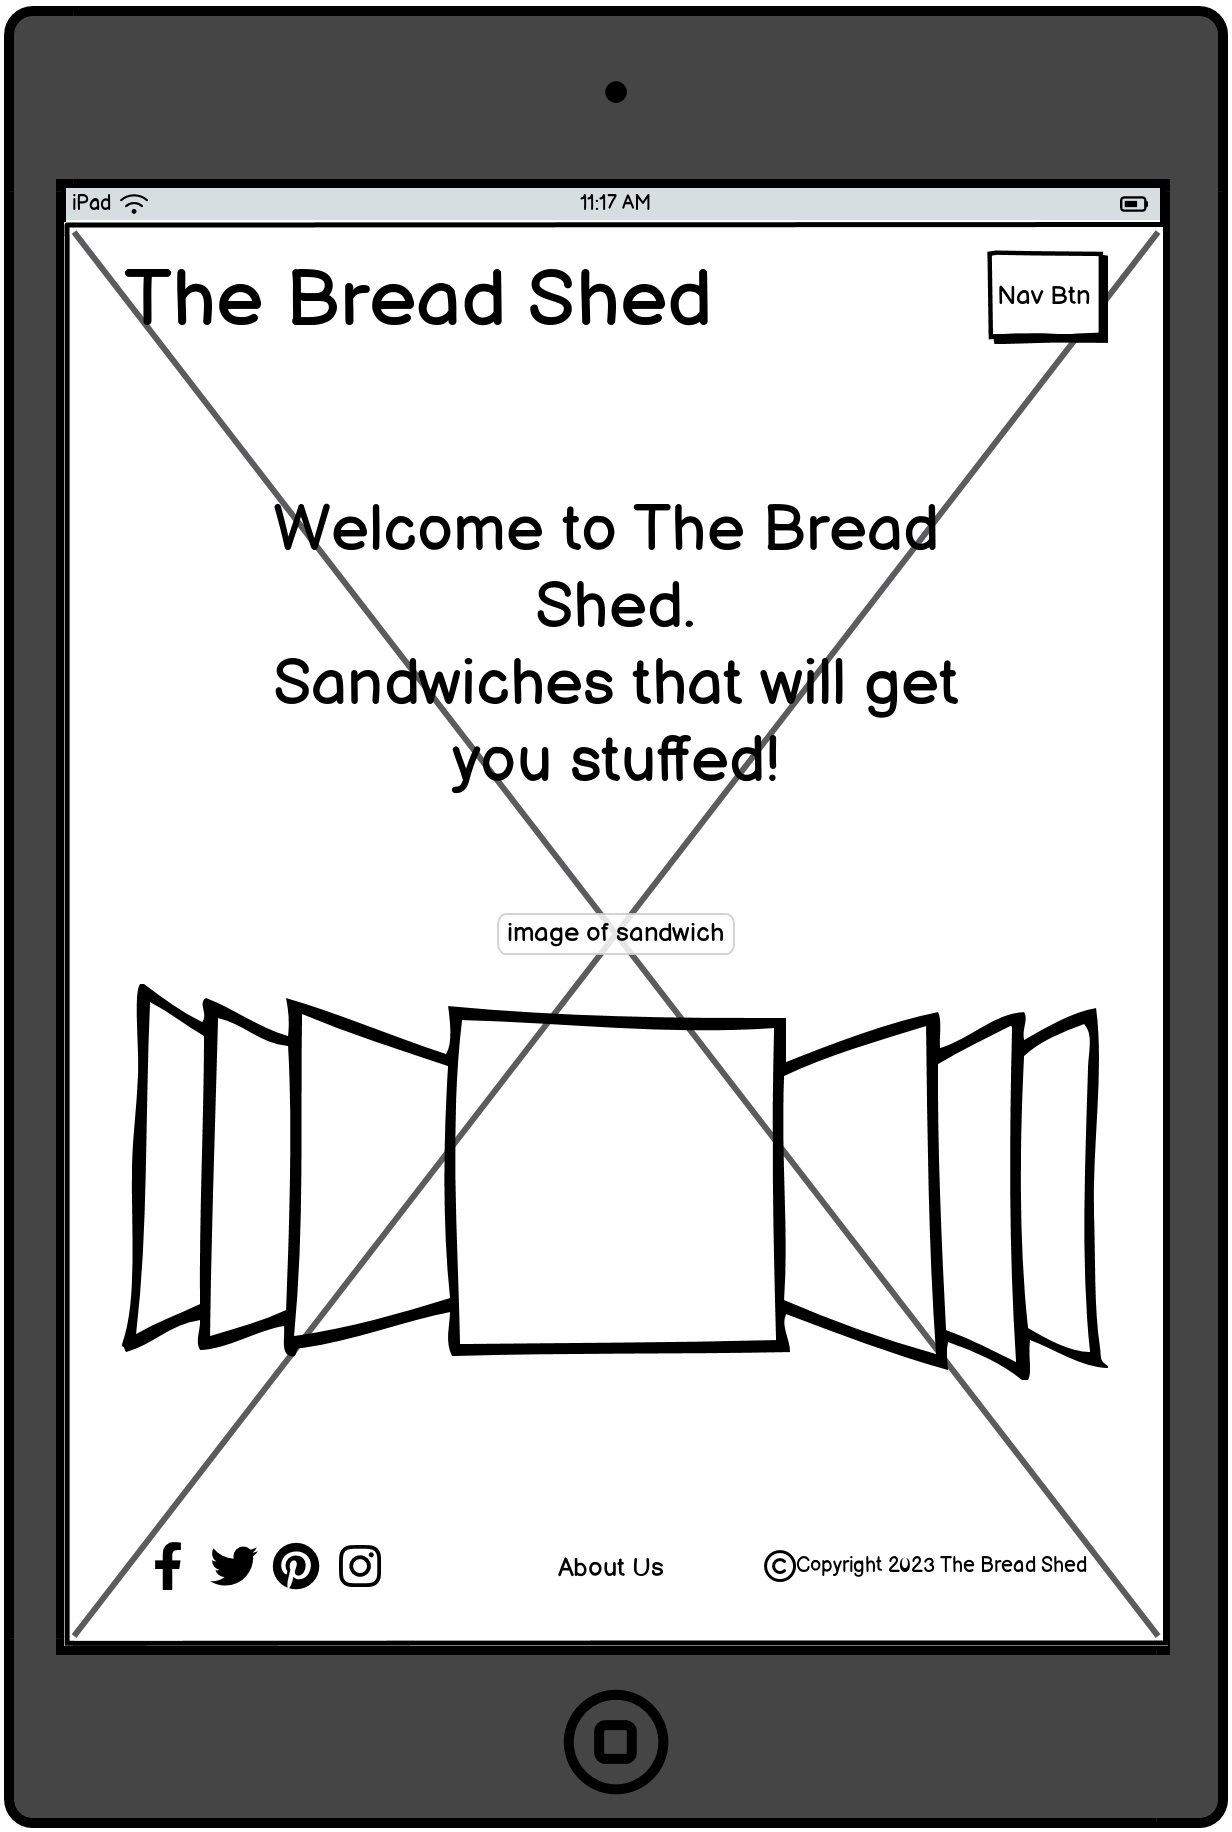 iPad
11:17 AM
The Bread Shed
Nav Btn
Welcome to The Bread
Shed.
Sandwiches that will get
you stuffed!
image of sandwich
About Us
©Copyright 2023 The Bread Shed